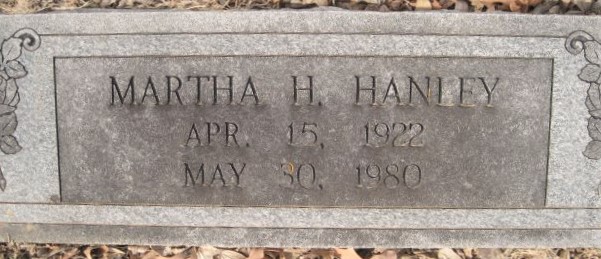 MARTHA H. HANLEY
APR. 15, 1922
MAY 30, 1980